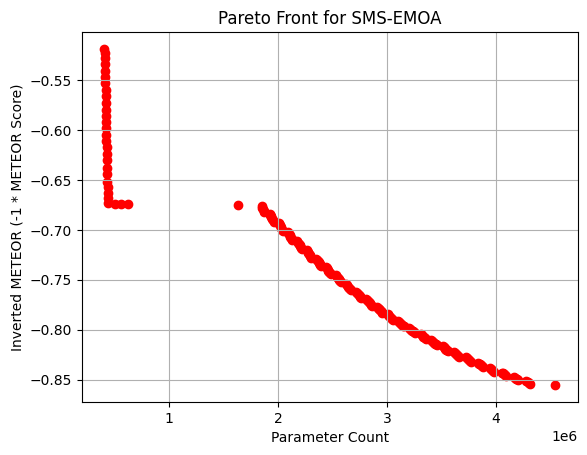 Pareto Front for SMS-EMOA
Inverted METEOR (-1 * METEOR Score)
−0.55
−0.60
−0.65
−0.70
−0.75
−0.80
−0.85
1 2 3 4
1e6
Parameter Count